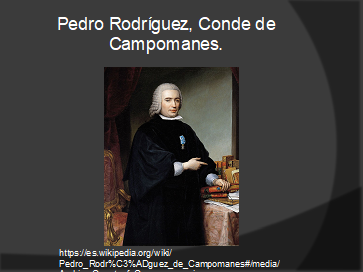 Pedro Rodríguez, Conde de
Campomanes.
https://es.wikipedia.org/wiki/
Pedro_Rodr%C3%ADguez_de_Campomanes#/media/